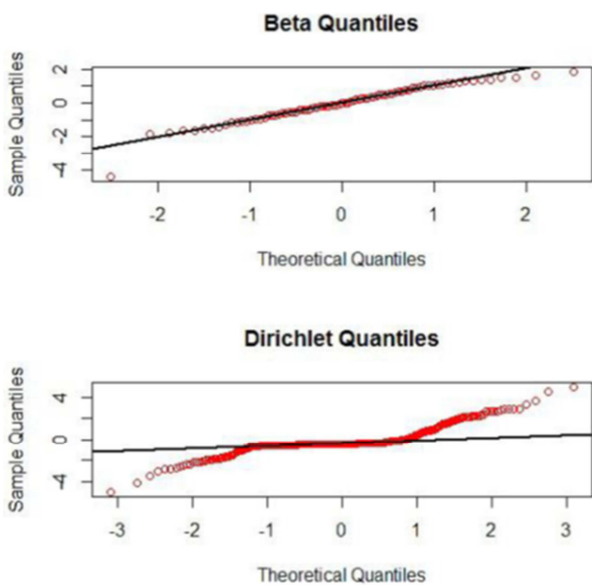 Beta Quantiles
Sample Quantiles
2
0
-2
-4
-2 -1 0 1 2
Theoretical Quantiles
Dirichlet Quantiles
Sample Quantiles
4
0
-4
-3 -2 -1 0 1 2 3
Theoretical Quantiles